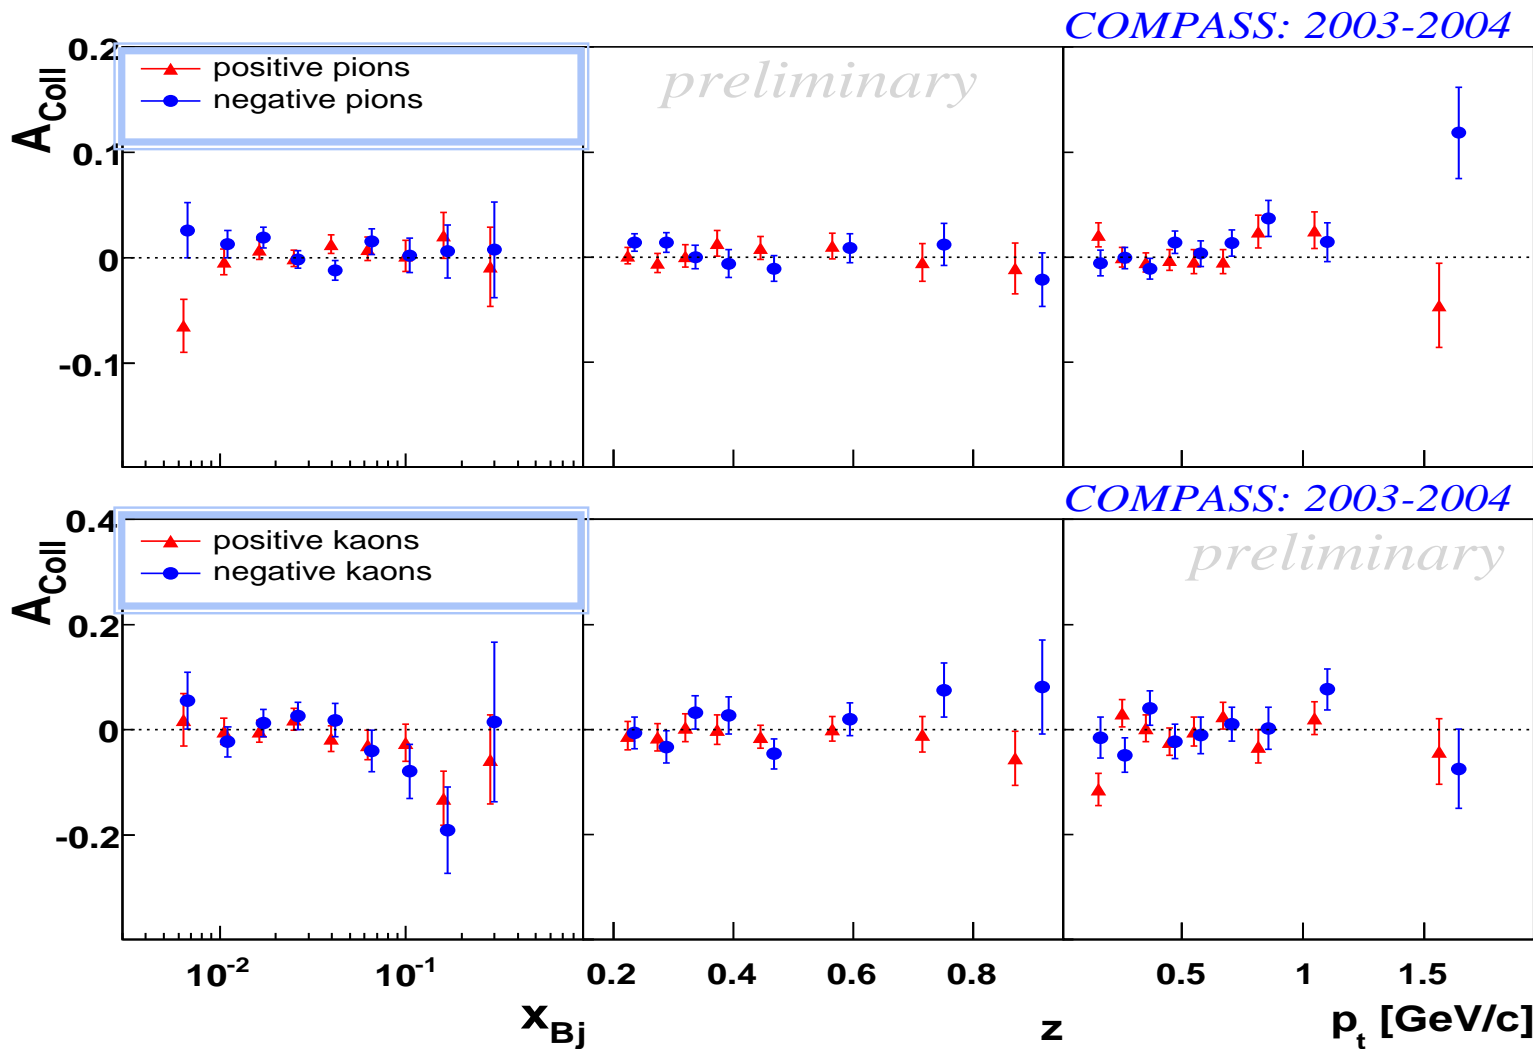 COMPASS: 2003-2004
0.2
0.1
0
-0.1
A_Coll
positive pions
negative pions
preliminary
COMPASS: 2003-2004
0.4
0.2
0
-0.2
A_Coll
positive kaons
negative kaons
preliminary
10^-2 10^-1 0.2 0.4 0.6 0.8 0.5 1 1.5
x_Bj z p_t [GeV/c]